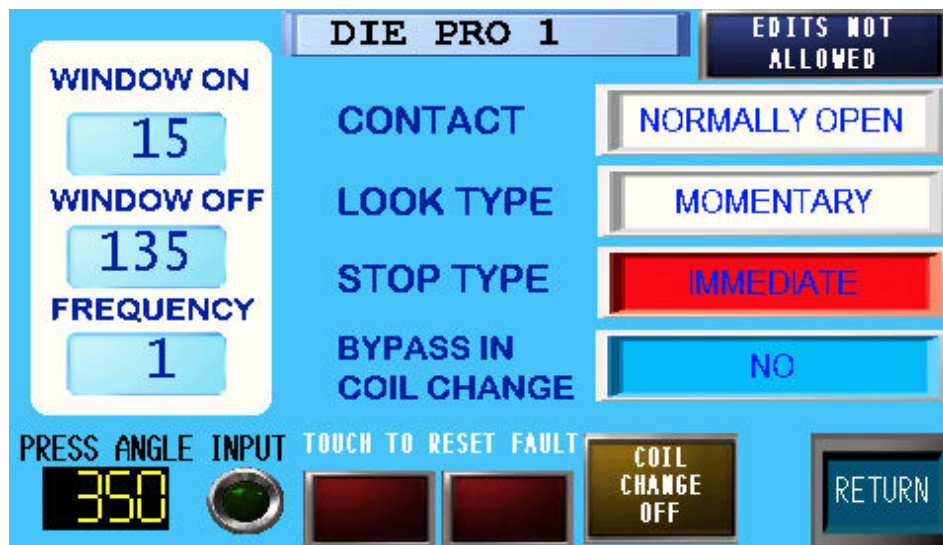 DIE PRO 1
EDITS NOT
ALLOWED
WINDOW ON
15
WINDOW OFF
135
FREQUENCY
1
CONTACT
NORMALLY OPEN
LOOK TYPE
MOMENTARY
STOP TYPE
IMMEDIATE
BYPASS IN
COIL CHANGE
NO
PRESS ANGLE
350
INPUT
TOUCH TO RESET FAULT
COIL
CHANGE
OFF
RETURN